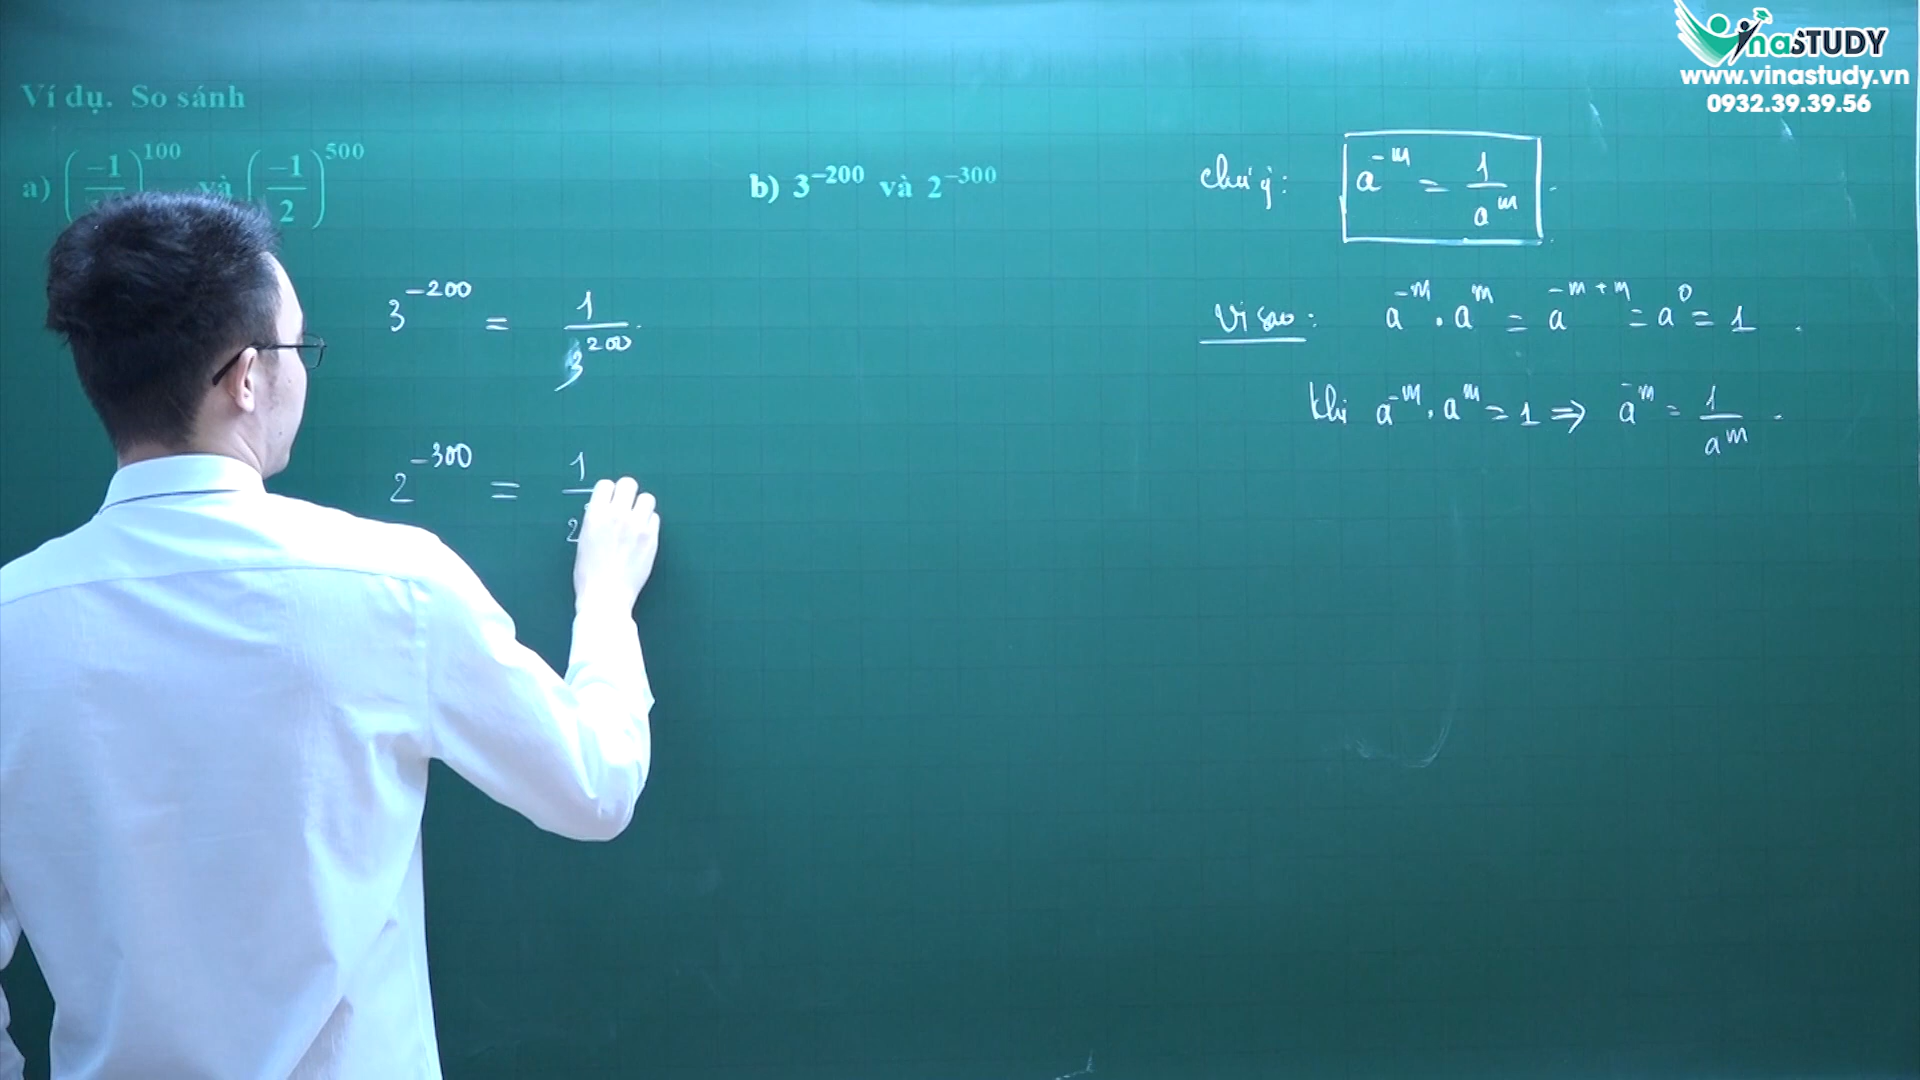 VinaSTUDY
www.vinastudy.vn
0932.39.39.56
Ví dụ. So sánh
a) (-1/ )^100 và (-1/2)^500
b) 3^-200 và 2^-300
Chú ý: a^-m = 1/a^m.
3^-200 = 1/3^200.
Vì sao: a^-m . a^m = a^-m+m = a^0 = 1.
Khi a^-m . a^m = 1 ⇒ a^-m = 1/a^m.
2^-300 = 1/2